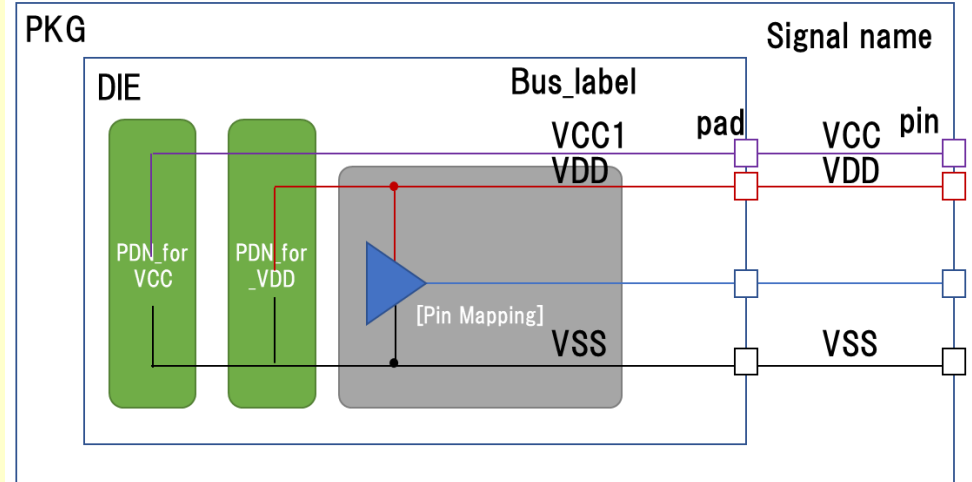 PKG
Signal name
DIE
Bus_label
pad
pin
VCC1
VCC
VDD
VDD
PDN_for
VCC
PDN_for
_VDD
[Pin Mapping]
VSS
VSS